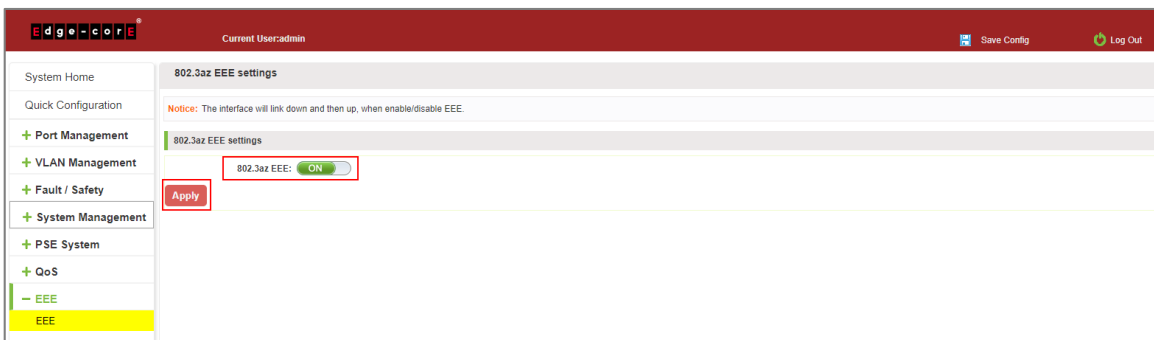 Edge-corE®
Current User:admin
Save Config
Log Out
System Home
Quick Configuration
+ Port Management
+ VLAN Management
+ Fault / Safety
+ System Management
+ PSE System
+ QoS
− EEE
EEE
802.3az EEE settings
Notice: The interface will link down and then up, when enable/disable EEE.
802.3az EEE settings
802.3az EEE: ON
Apply